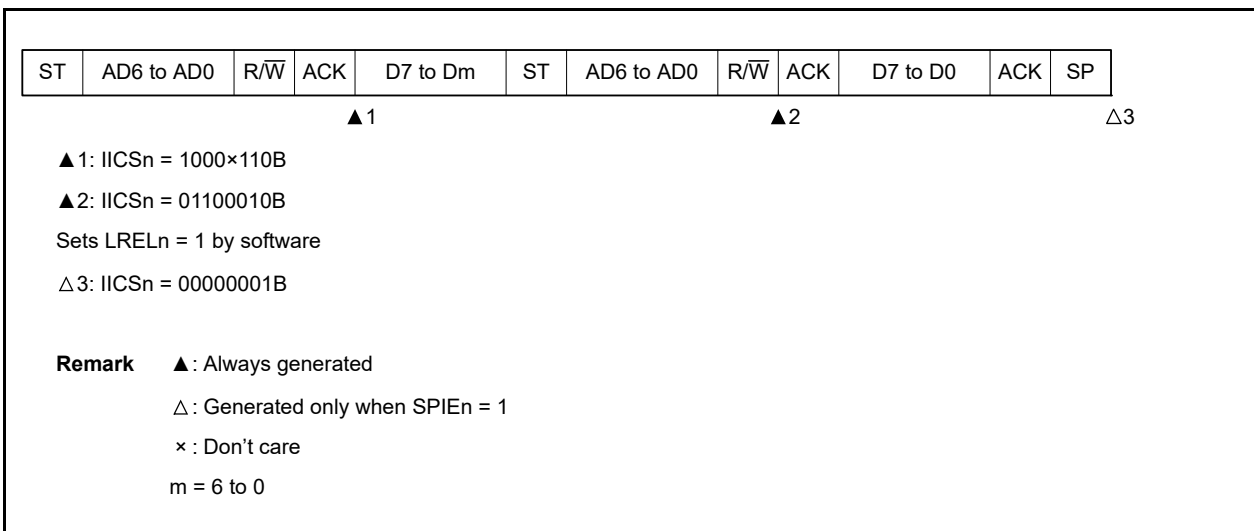 ST AD6 to AD0 R/W̅ ACK D7 to Dm ST AD6 to AD0 R/W̅ ACK D7 to D0 ACK SP
▲1 ▲2 △3
▲1: IICSn = 1000×110B
▲2: IICSn = 01100010B
Sets LRELn = 1 by software
△3: IICSn = 00000001B
Remark ▲: Always generated
△: Generated only when SPIEn = 1
× : Don’t care
m = 6 to 0